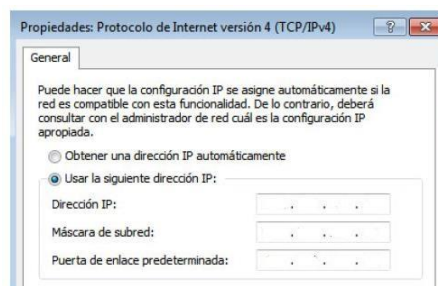 Propiedades: Protocolo de Internet versión 4 (TCP/IPv4)
General
Puede hacer que la configuración IP se asigne automáticamente si la
red es compatible con esta funcionalidad. De lo contrario, deberá
consultar con el administrador de red cuál es la configuración IP
apropiada.
Obtener una dirección IP automáticamente
Usar la siguiente dirección IP:
Dirección IP:
Máscara de subred:
Puerta de enlace predeterminada: